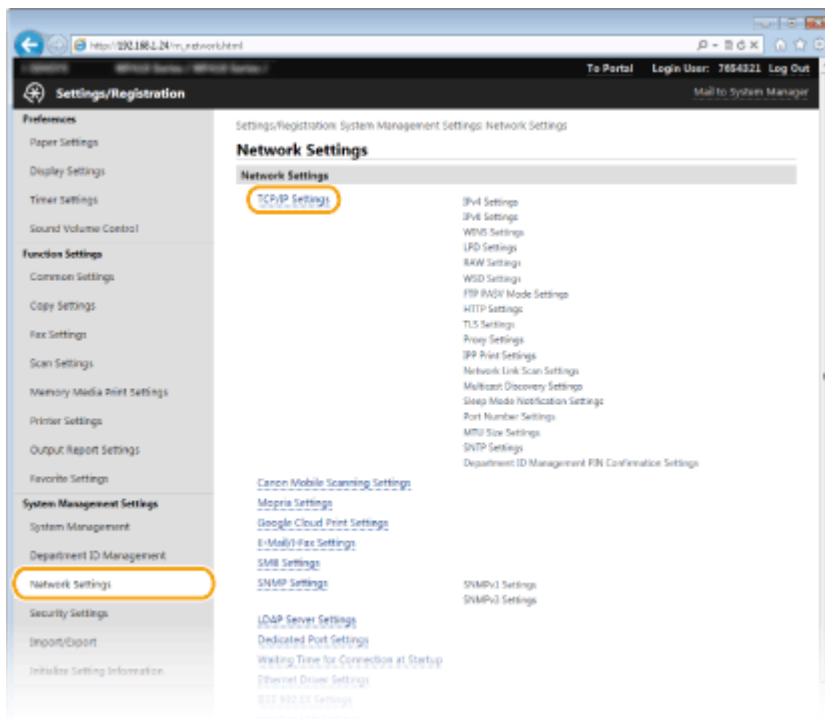 http://192.168.1.24/m_network.html
To Portal Login User: 7654321 Log Out
Settings/Registration
Mail to System Manager
Preferences
Paper Settings
Display Settings
Timer Settings
Sound Volume Control
Function Settings
Common Settings
Copy Settings
Fax Settings
Scan Settings
Memory Media Print Settings
Printer Settings
Output Report Settings
Favorite Settings
System Management Settings
System Management
Department ID Management
Network Settings
Security Settings
Import/Export
Initialize Setting Information
Settings/Registration: System Management Settings: Network Settings
Network Settings
Network Settings
TCP/IP Settings
IPv4 Settings
IPv6 Settings
WINS Settings
LPD Settings
RAW Settings
WSD Settings
FTP PASV Mode Settings
HTTP Settings
TLS Settings
Proxy Settings
IPP Print Settings
Network Link Scan Settings
Multicast Discovery Settings
Sleep Mode Notification Settings
Port Number Settings
MTU Size Settings
SNTP Settings
Department ID Management PIN Confirmation Settings
Canon Mobile Scanning Settings
Mopria Settings
Google Cloud Print Settings
E-Mail/I-Fax Settings
SMB Settings
SNMP Settings
SNMPv1 Settings
SNMPv3 Settings
LDAP Server Settings
Dedicated Port Settings
Waiting Time for Connection at Startup
Ethernet Driver Settings
IEEE 802.1X Settings